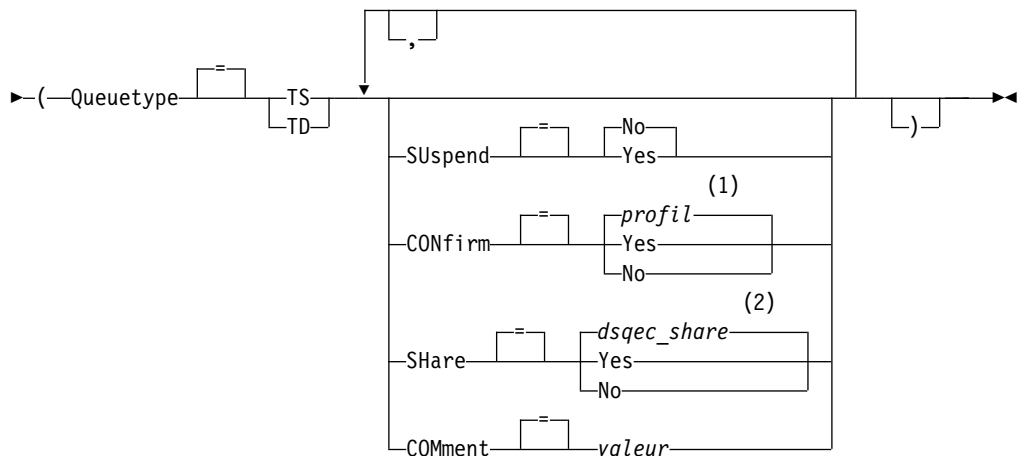 ,
( Queuetype = TS
TD
)
SUspend = No
Yes
(1)
CONfirm = profil
Yes
No
(2)
SHare = dsqec_share
Yes
No
COMment = valeur